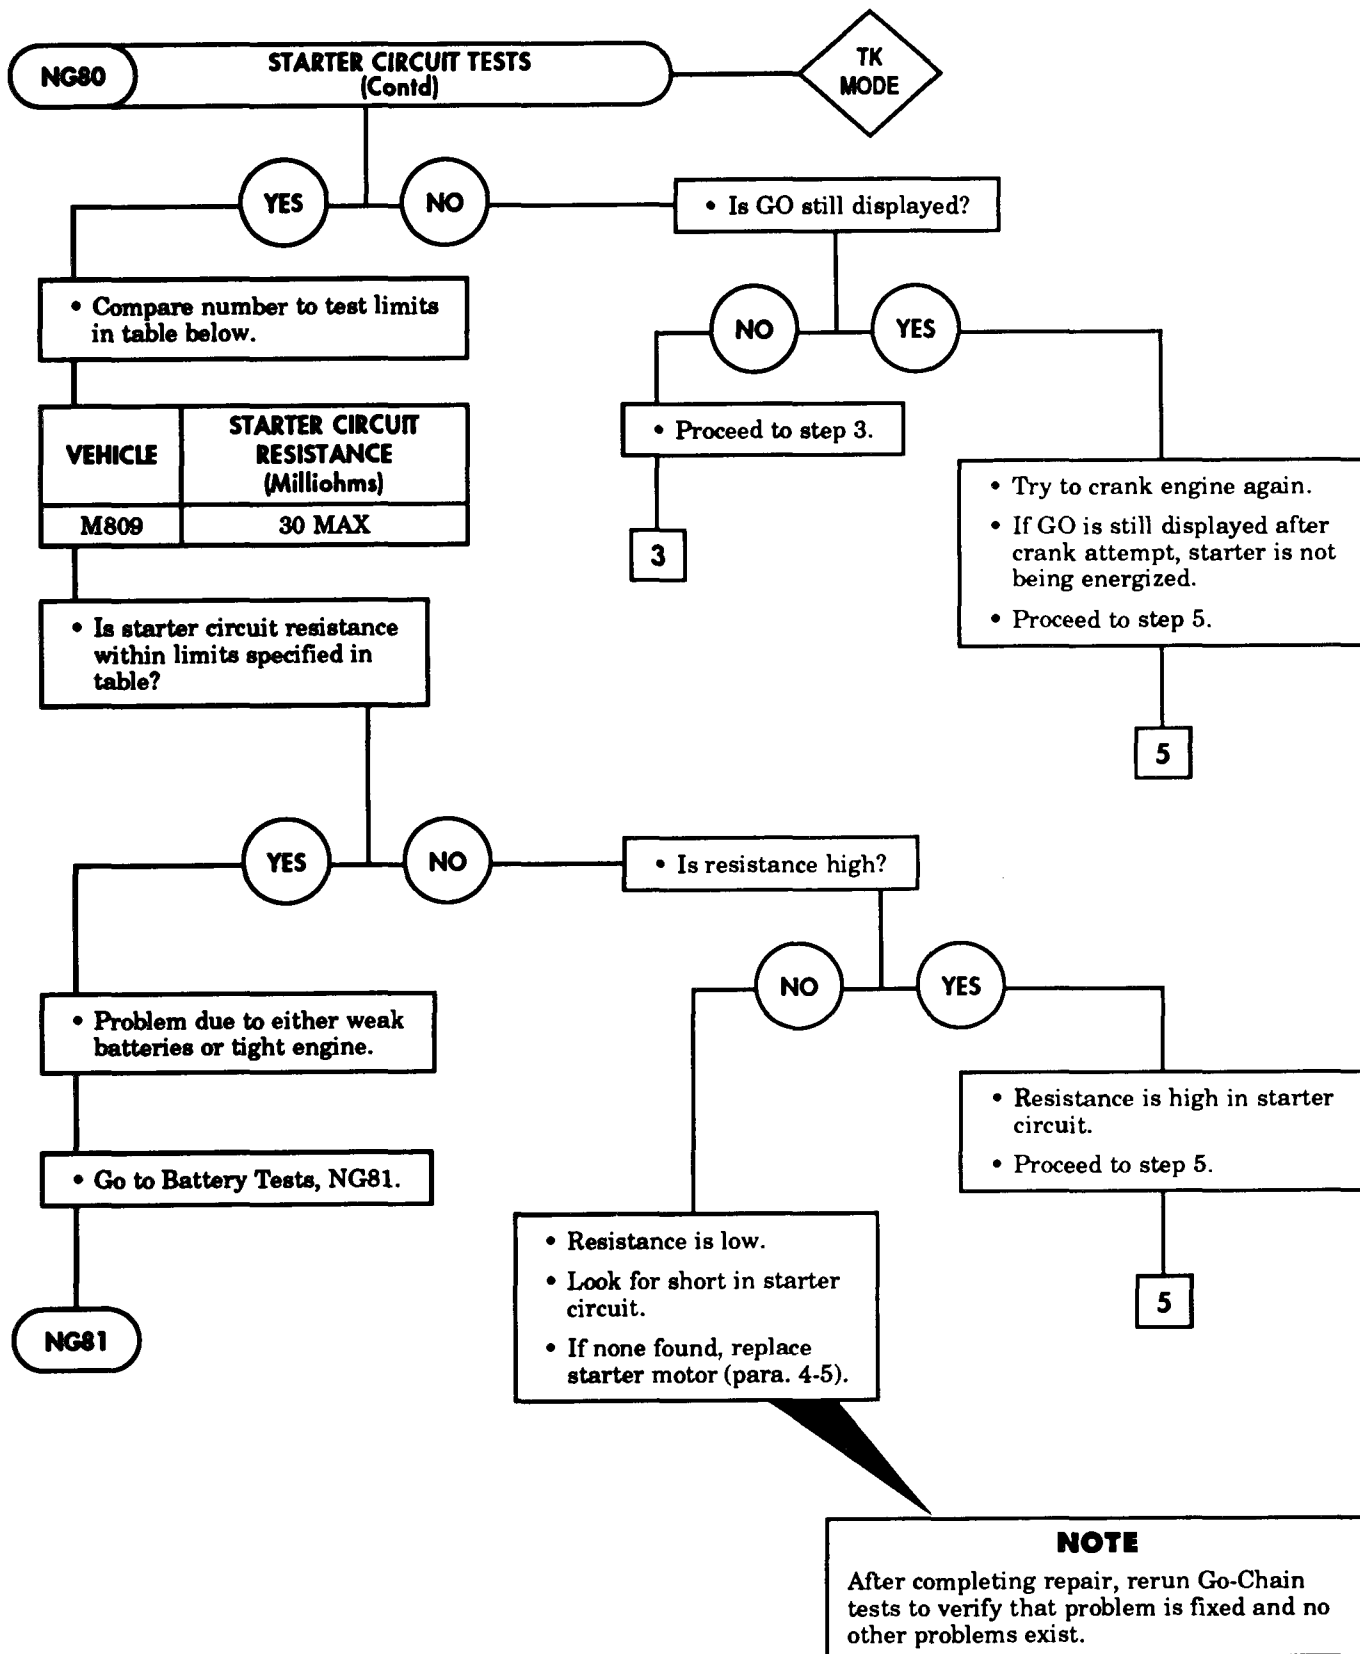 NG80
STARTER CIRCUIT TESTS
(Contd)
TK
MODE
YES
NO
• Is GO still displayed?
• Compare number to test limits
in table below.
NO
YES
VEHICLE
STARTER CIRCUIT
RESISTANCE
(Milliohms)
M809
30 MAX
• Proceed to step 3.
3
• Try to crank engine again.
• If GO is still displayed after
crank attempt, starter is not
being energized.
• Proceed to step 5.
5
• Is starter circuit resistance
within limits specified in
table?
YES
NO
• Is resistance high?
NO
YES
• Problem due to either weak
batteries or tight engine.
• Go to Battery Tests, NG81.
NG81
• Resistance is high in starter
circuit.
• Proceed to step 5.
5
• Resistance is low.
• Look for short in starter
circuit.
• If none found, replace
starter motor (para. 4-5).
NOTE
After completing repair, rerun Go-Chain
tests to verify that problem is fixed and no
other problems exist.